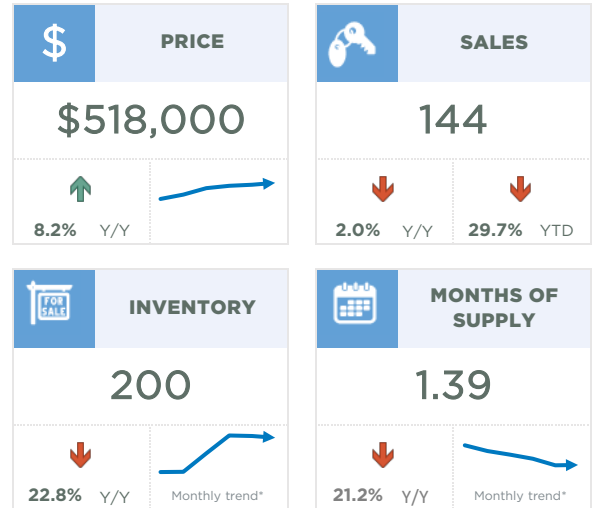 $
PRICE
$518,000
8.2% Y/Y
SALES
144
2.0% Y/Y
29.7% YTD
FOR
SALE
INVENTORY
200
22.8% Y/Y
Monthly trend*
MONTHS OF
SUPPLY
1.39
21.2% Y/Y
Monthly trend*